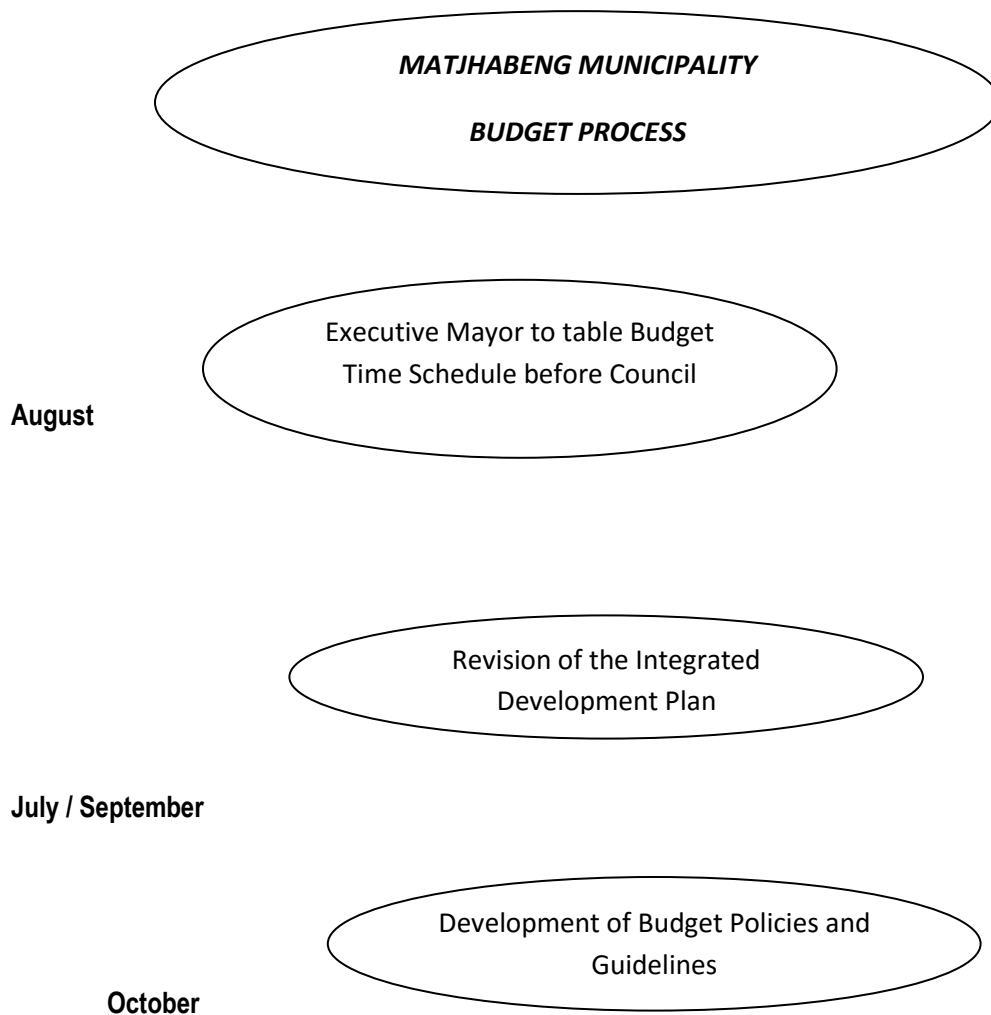 MATJHABENG MUNICIPALITY
BUDGET PROCESS
Executive Mayor to table Budget
Time Schedule before Council
August
Revision of the Integrated
Development Plan
July / September
Development of Budget Policies and
Guidelines
October